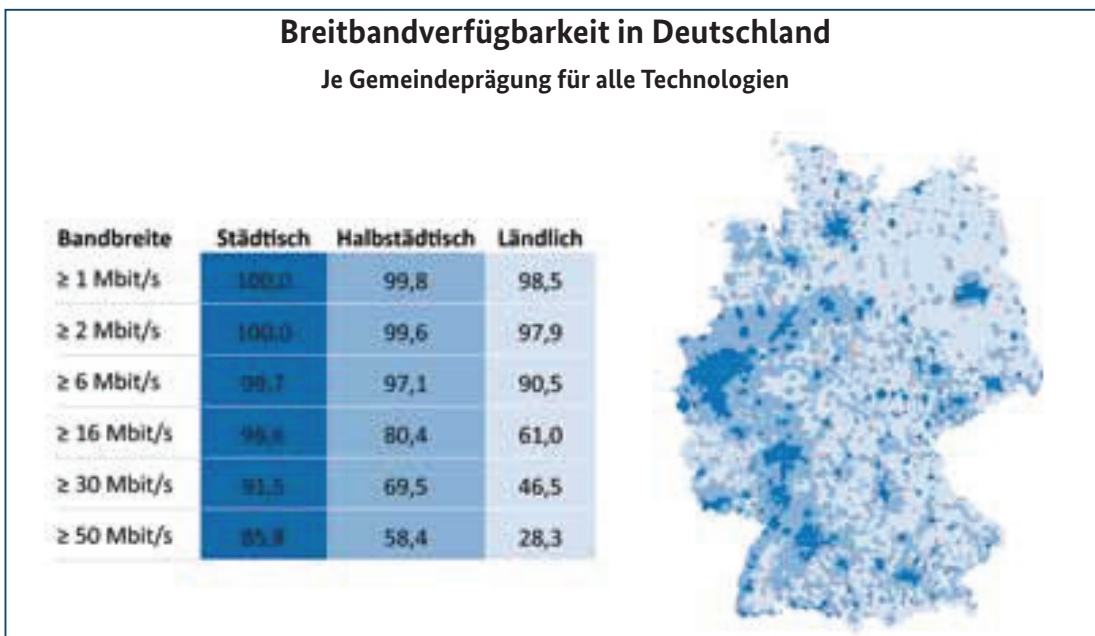 Breitbandverfügbarkeit in Deutschland
Je Gemeindeprägung für alle Technologien
Bandbreite Städtisch Halbstädtisch Ländlich
≥ 1 Mbit/s 100,0 99,8 98,5
≥ 2 Mbit/s 100,0 99,6 97,9
≥ 6 Mbit/s 99,7 97,1 90,5
≥ 16 Mbit/s 80,4 61,0
≥ 30 Mbit/s 91,5 69,5 46,5
≥ 50 Mbit/s 58,4 28,3